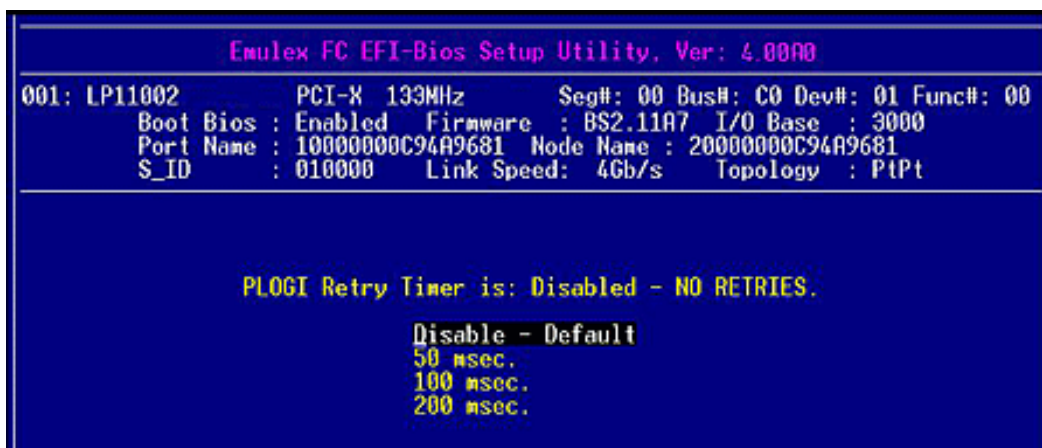 Emulex FC EFI-Bios Setup Utility, Ver: 4.00A0
001: LP11002 PCI-X 133MHz Seg#: 00 Bus#: C0 Dev#: 01 Func#: 00
Boot Bios : Enabled Firmware : BS2.11A7 I/O Base : 3000
Port Name : 10000000C94A9681 Node Name : 20000000C94A9681
S_ID : 010000 Link Speed: 4Gb/s Topology : PtPt
PLOGI Retry Timer is: Disabled - NO RETRIES.
Disable - Default
50 msec.
100 msec.
200 msec.